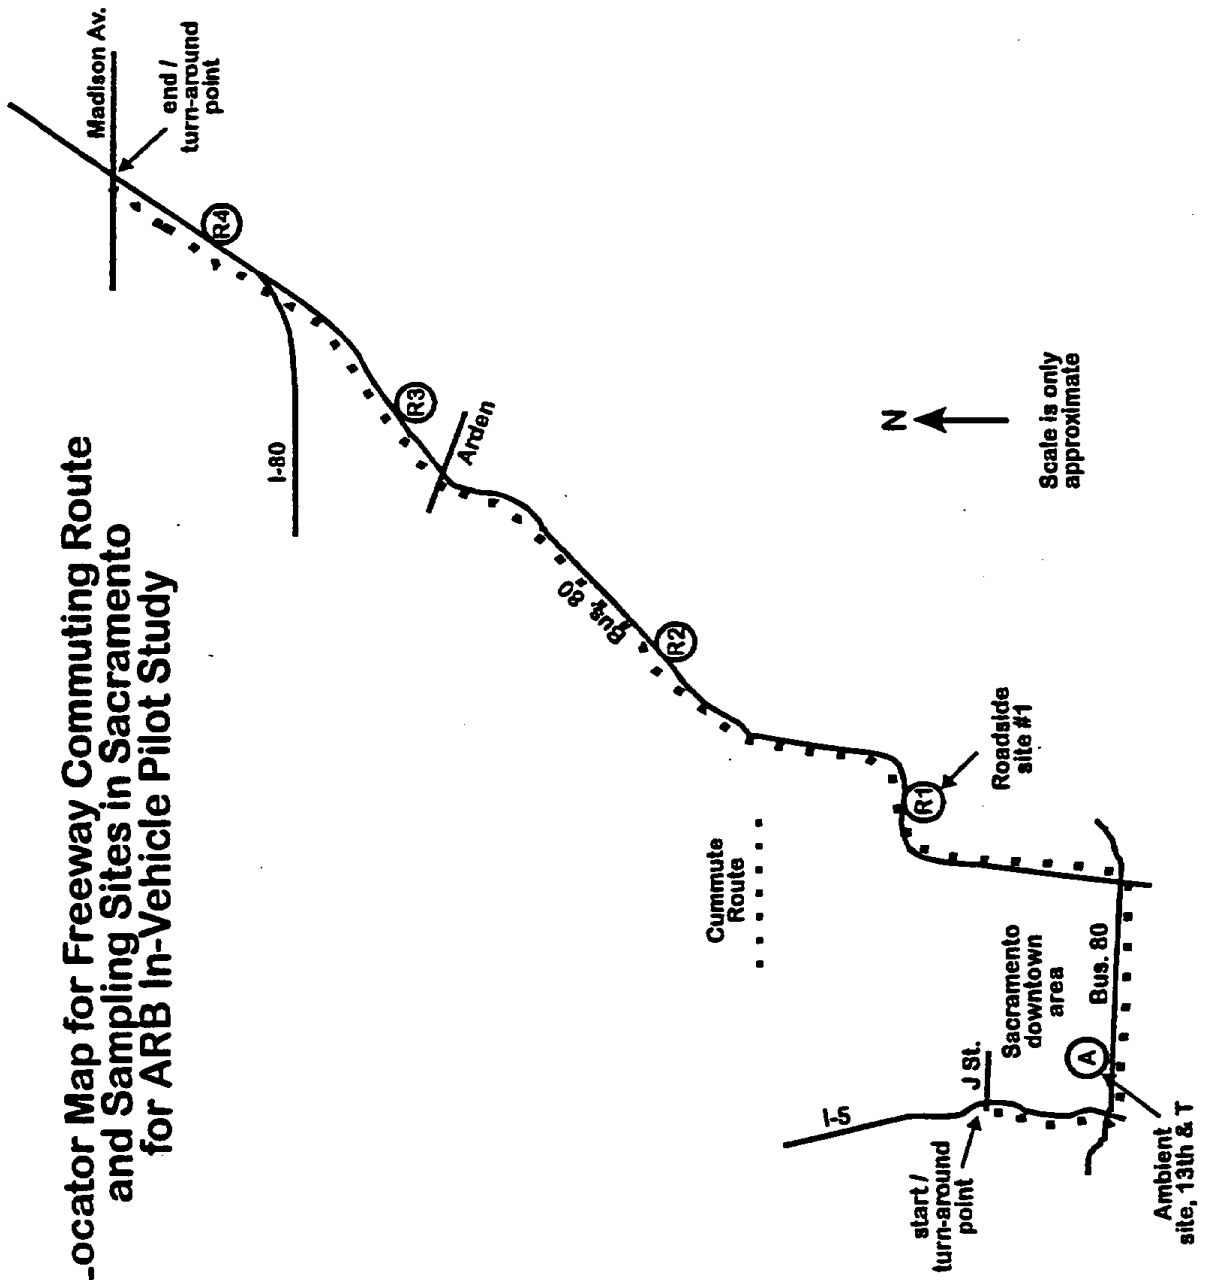 Locator Map for Freeway Commuting Route
and Sampling Sites in Sacramento
for ARB In-Vehicle Pilot Study
Madison Av.
end /
turn-around
point
R4
I-80
R3
Arden
Bus. 80
R2
N
Scale is only
approximate
Cummute
Route
R1
Roadside
site #1
I-5
J St.
start /
turn-around
point
Sacramento
downtown
area
Bus. 80
A
Ambient
site, 13th & T